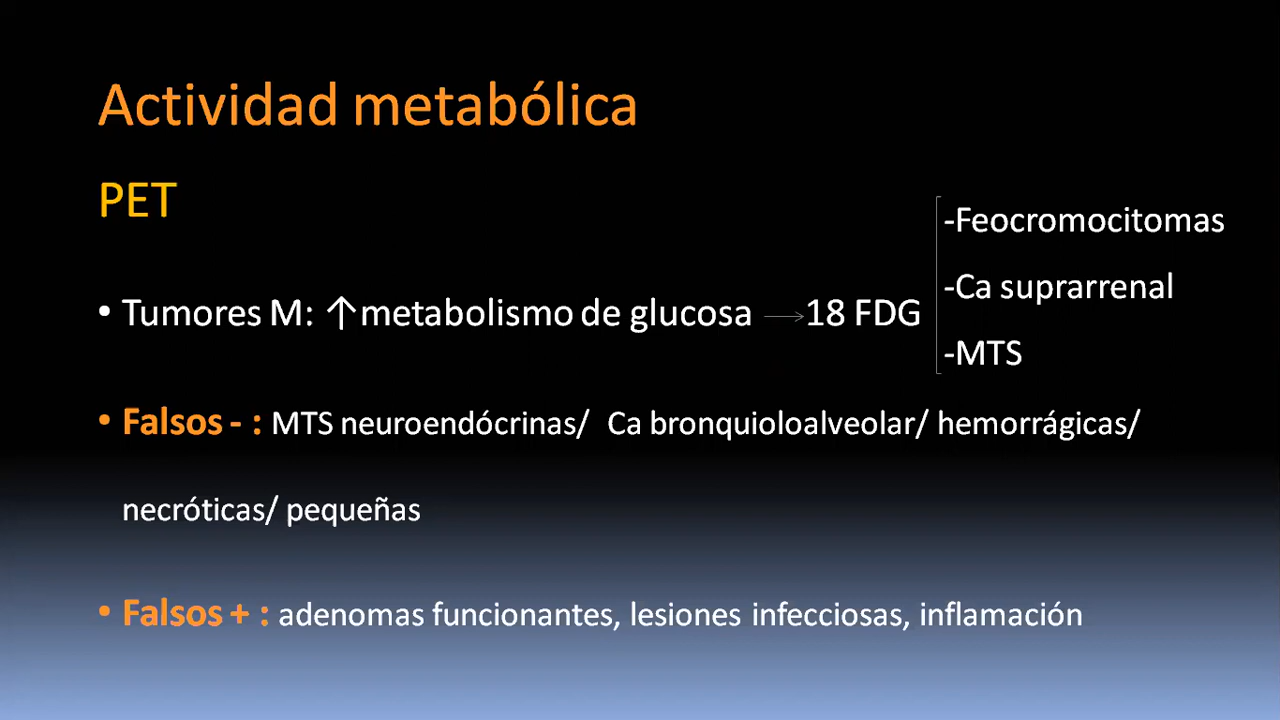 Actividad metabólica
PET
• Tumores M: ↑metabolismo de glucosa → 18 FDG
-Feocromocitomas
-Ca suprarrenal
-MTS
• Falsos - : MTS neuroendócrinas/ Ca bronquioloalveolar/ hemorrágicas/
necróticas/ pequeñas
• Falsos + : adenomas funcionantes, lesiones infecciosas, inflamación